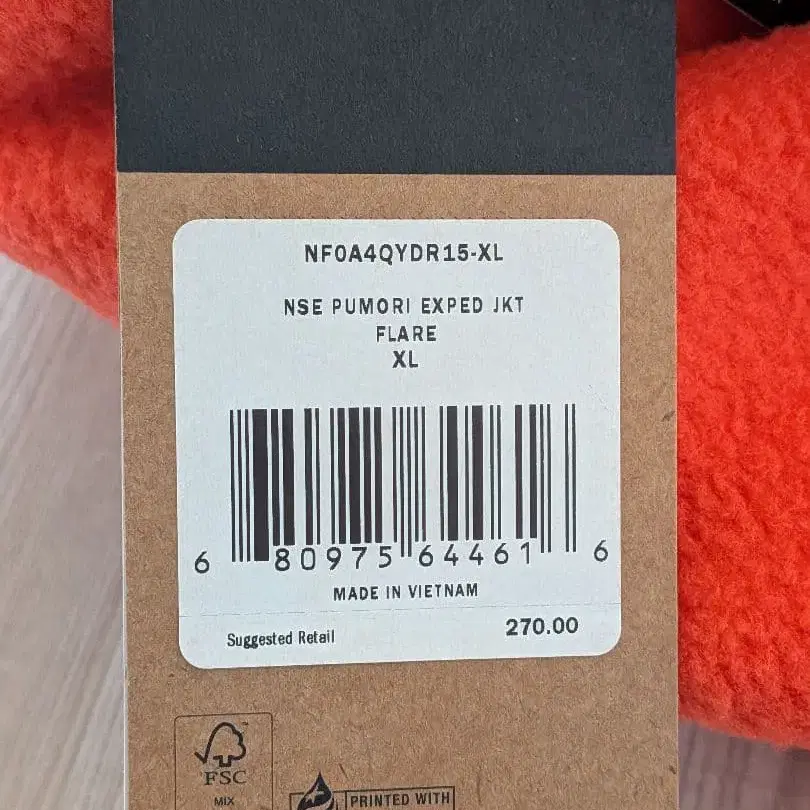 NF0A4QYDR15-XL
NSE PUMORI EXPED JKT
FLARE
XL
6 80975 64461 6
MADE IN VIETNAM
Suggested Retail 270.00
FSC
MIX
PRINTED WITH